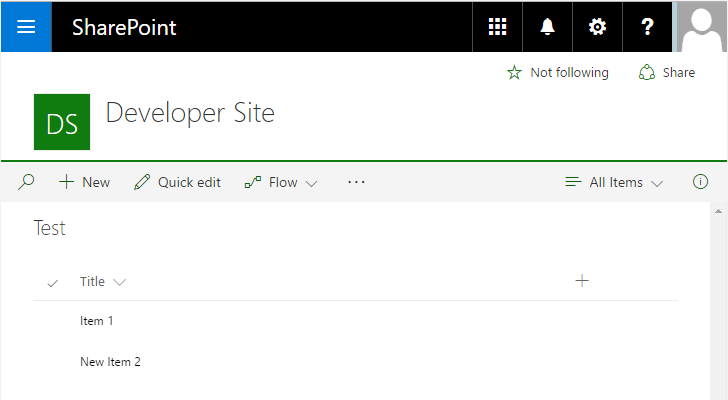 SharePoint
?
Not following Share
DS Developer Site
New Quick edit Flow ... All Items
Test
Title
Item 1
New Item 2